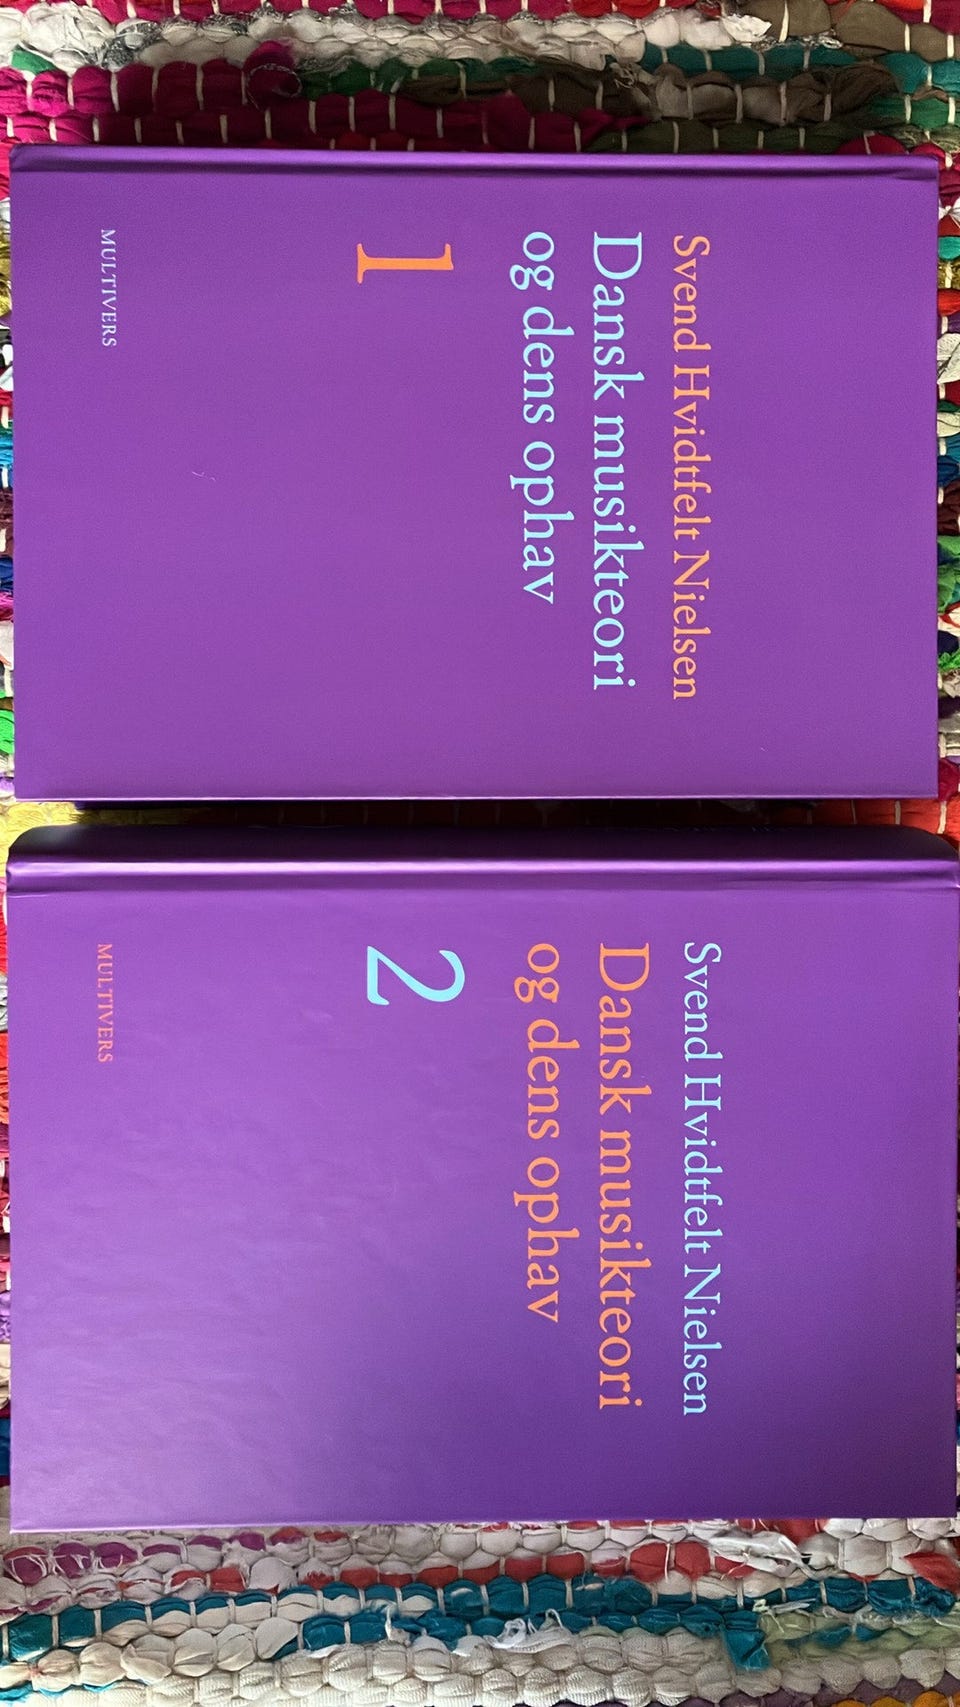 Svend Hvidtfelt Nielsen
Dansk musikteori
og dens ophav
1
MULTIVERS
Svend Hvidtfelt Nielsen
Dansk musikteori
og dens ophav
2
MULTIVERS